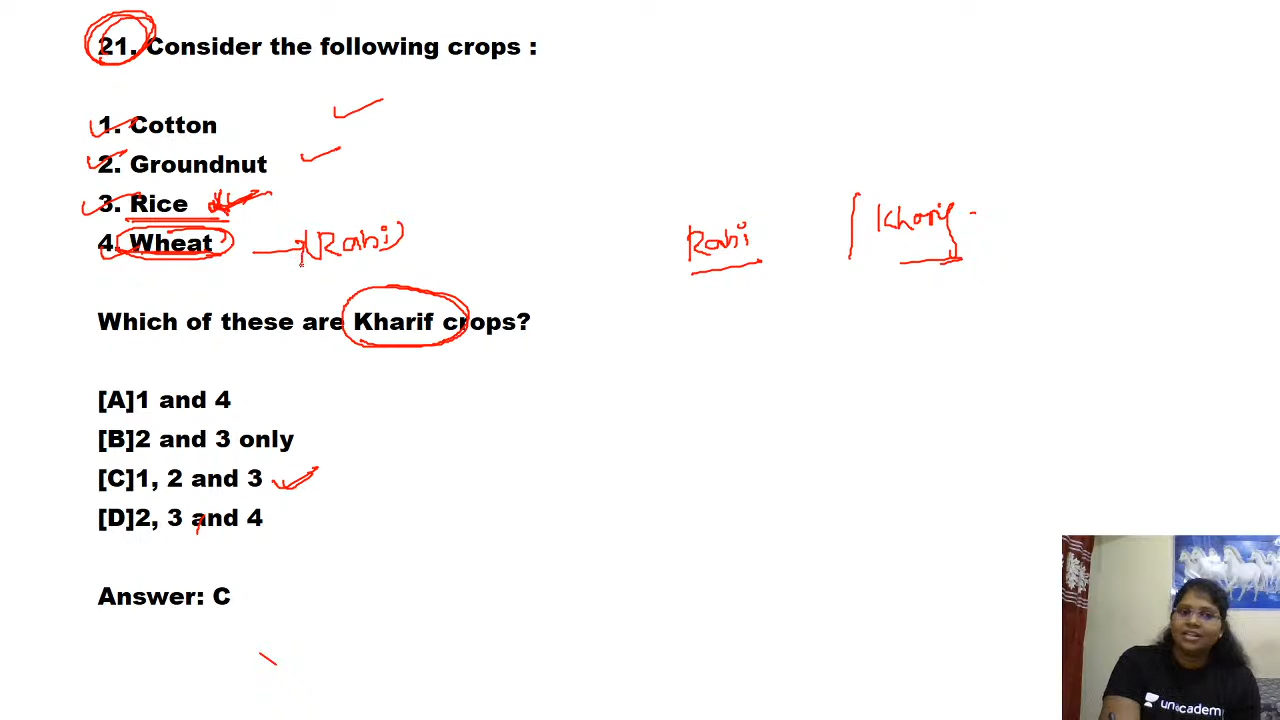 21. Consider the following crops :
1. Cotton
2. Groundnut
3. Rice
4. Wheat (Rabi)
Rabi
Kharif
Which of these are Kharif crops?
[A]1 and 4
[B]2 and 3 only
[C]1, 2 and 3
[D]2, 3 and 4
Answer: C
unacademy